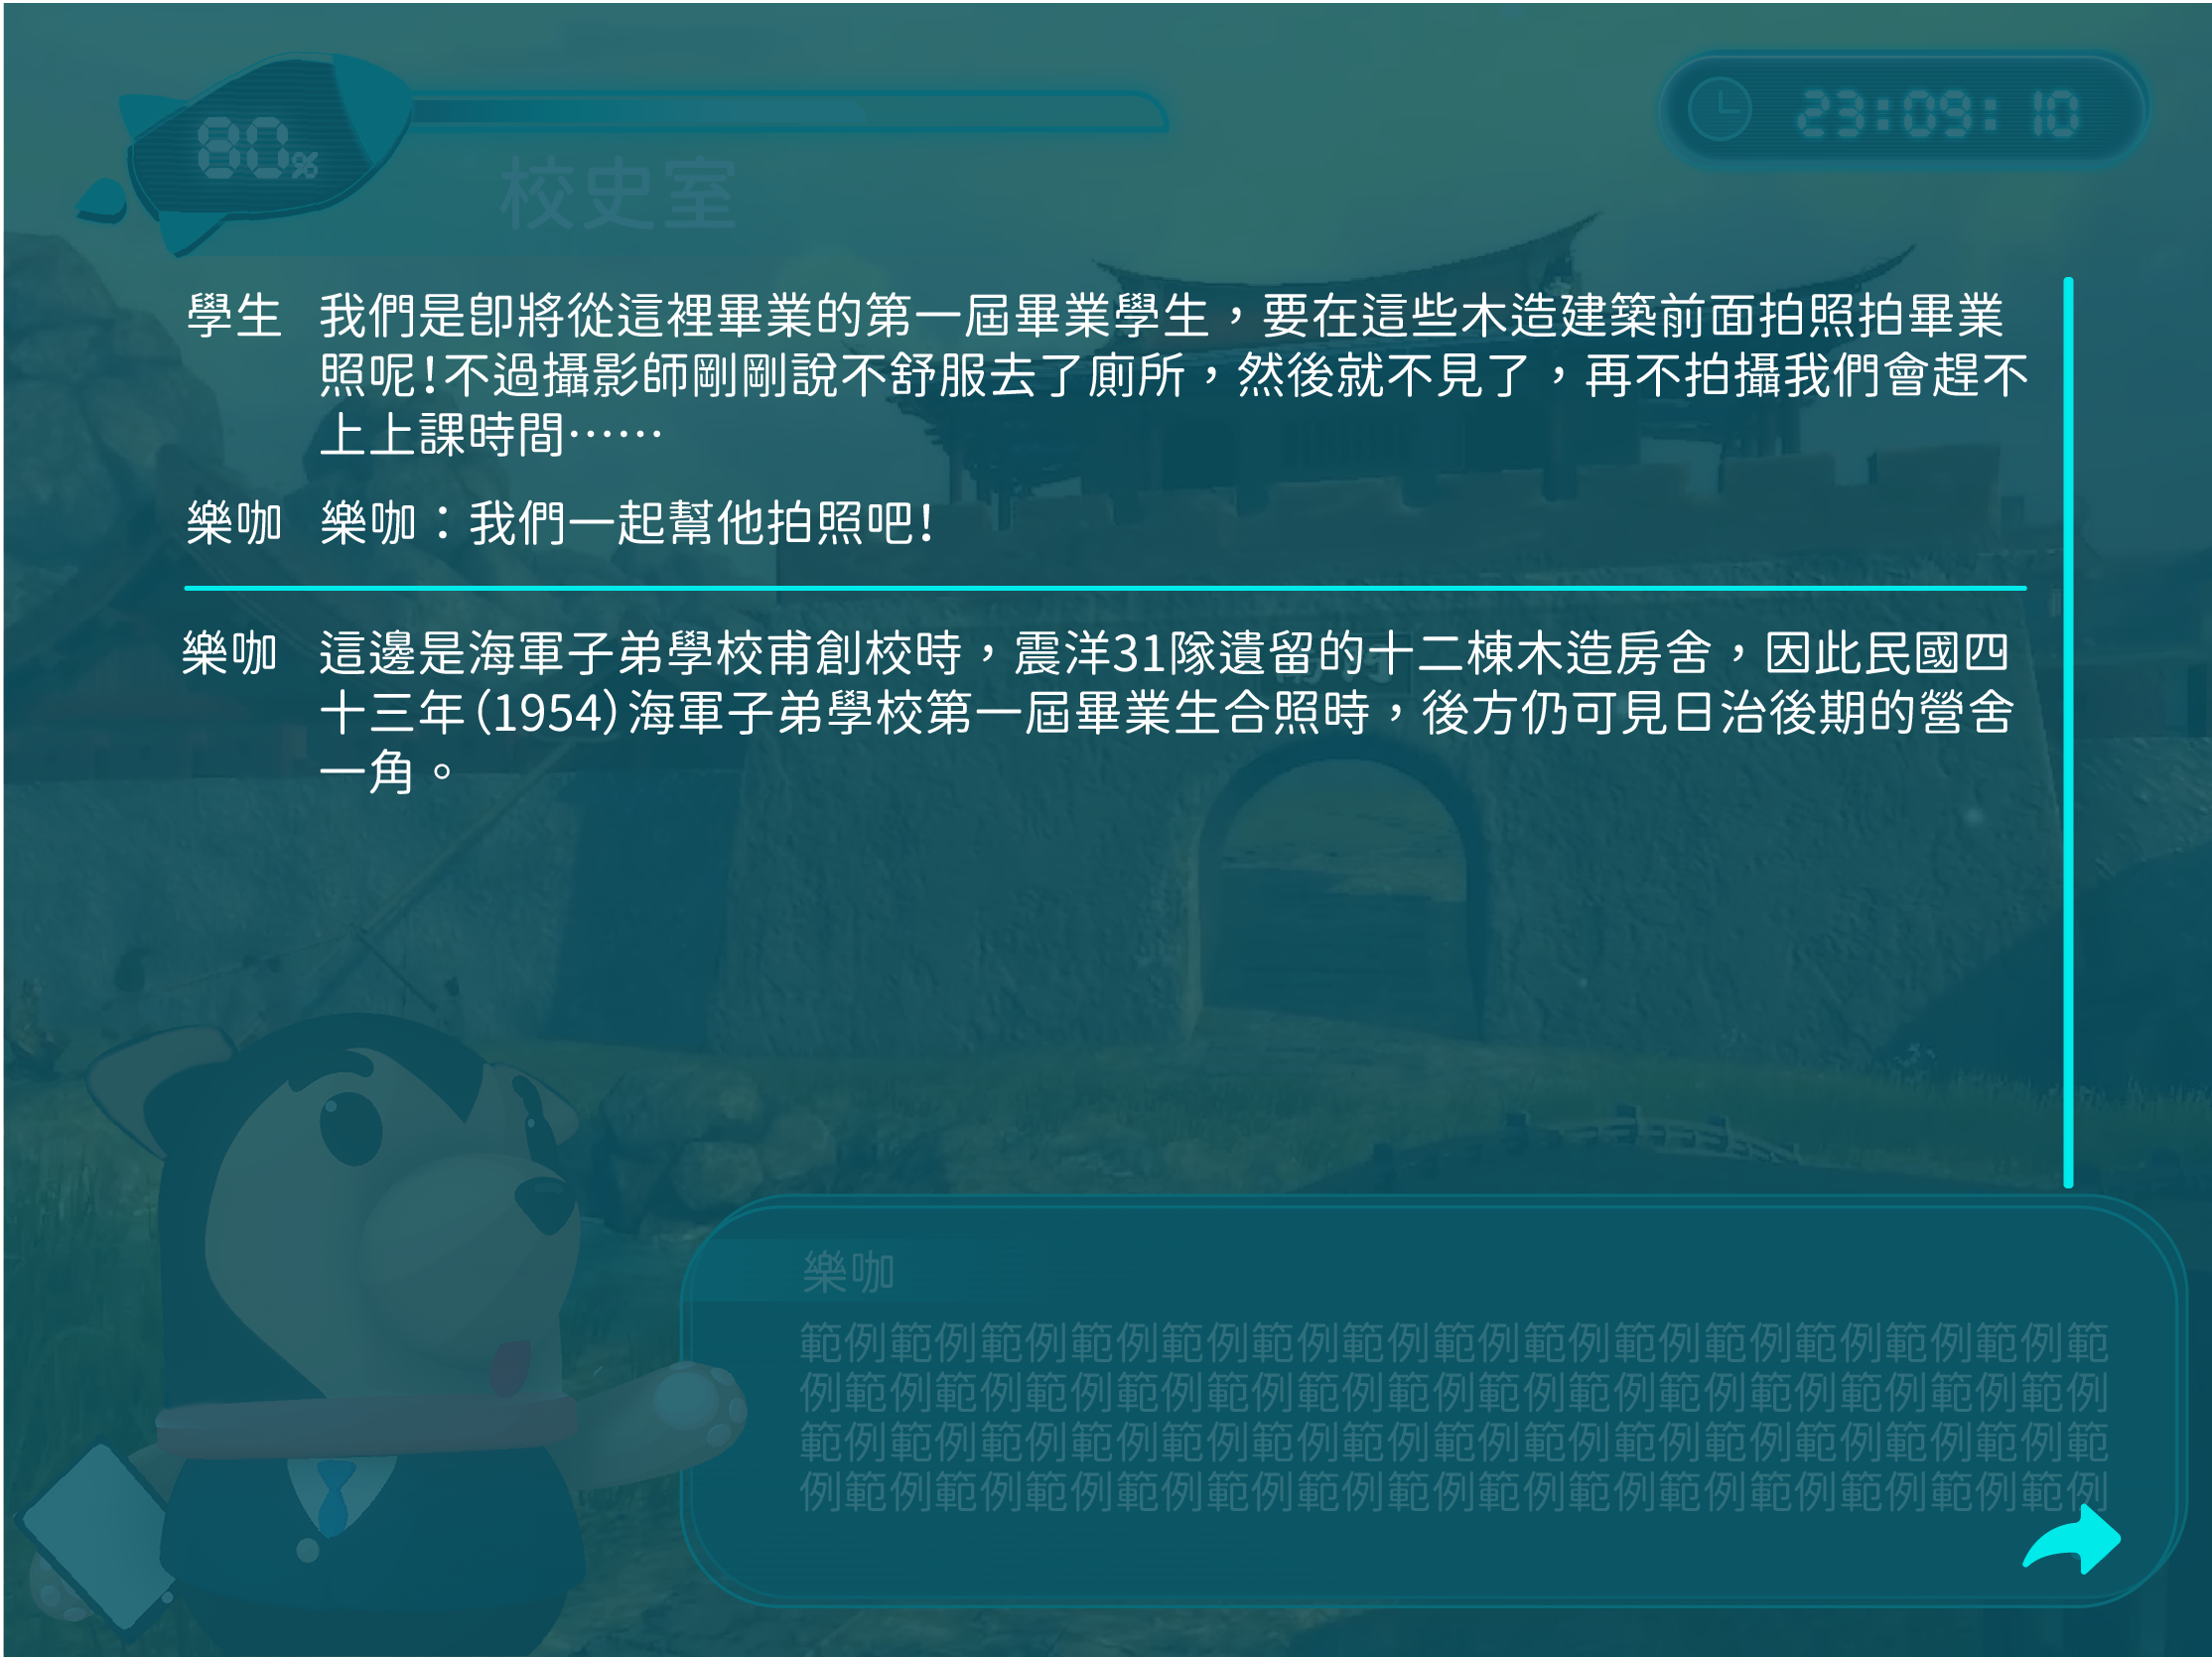 80%
23:09:10
校史室
學生 我們是即將從這裡畢業的第一屆畢業學生，要在這些木造建築前面拍照拍畢業
照呢！不過攝影師剛剛說不舒服去了廁所，然後就不見了，再不拍攝我們會趕不
上上課時間……
樂咖 樂咖：我們一起幫他拍照吧！
樂咖 這邊是海軍子弟學校甫創校時，震洋31隊遺留的十二棟木造房舍，因此民國四
十三年(1954)海軍子弟學校第一屆畢業生合照時，後方仍可見日治後期的營舍
一角。
樂咖
範例範例範例範例範例範例範例範例範例範例範例範例範例範例範
例範例範例範例範例範例範例範例範例範例範例範例範例範例範例
範例範例範例範例範例範例範例範例範例範例範例範例範例範例範
例範例範例範例範例範例範例範例範例範例範例範例範例範例範例